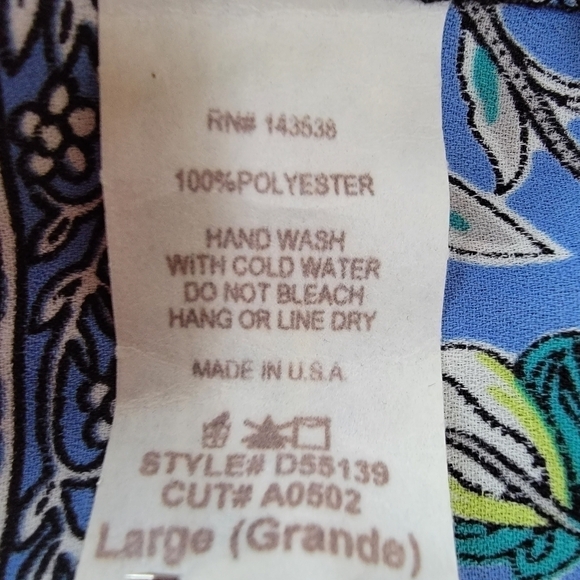 RN# 143538
100%POLYESTER
HAND WASH
WITH COLD WATER
DO NOT BLEACH
HANG OR LINE DRY
MADE IN U.S.A
STYLE# D55139
CUT# A0502
Large (Grande)